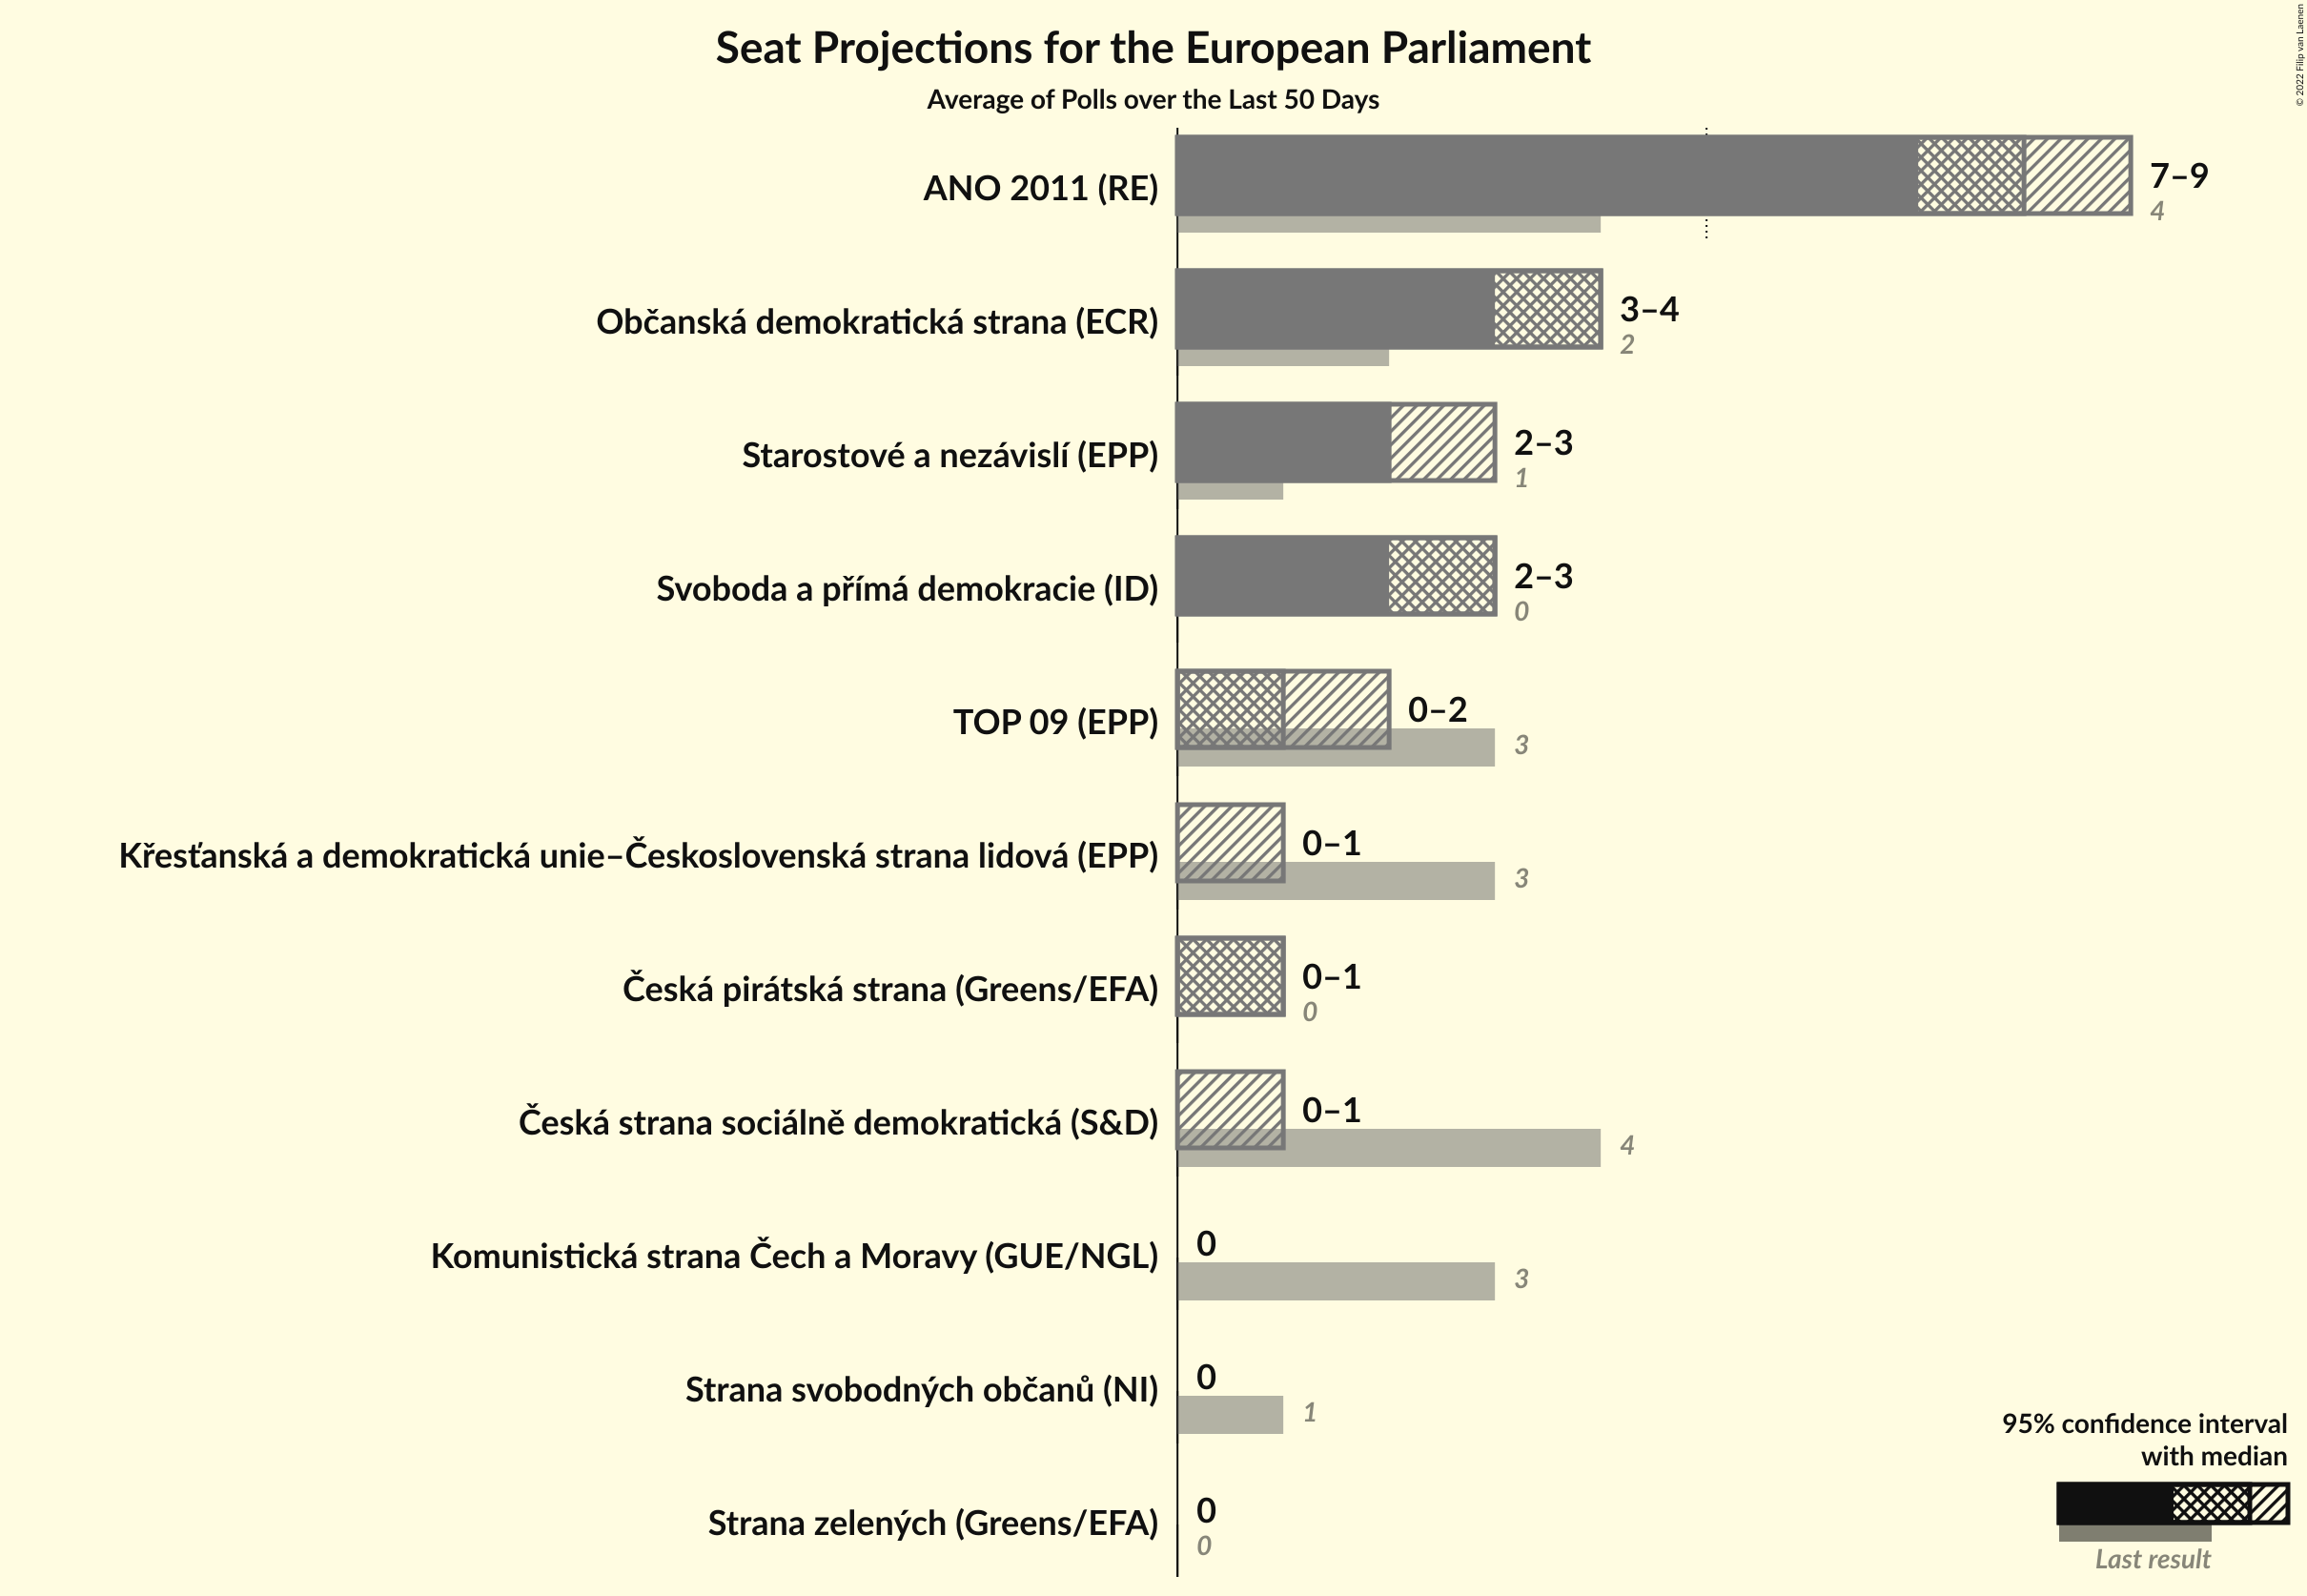 Seat Projections for the European Parliament
Average of Polls over the Last 50 Days
© 2022 Filip van Laenen
ANO 2011 (RE)
7–9
4
Občanská demokratická strana (ECR)
3–4
2
Starostové a nezávislí (EPP)
2–3
1
Svoboda a přímá demokracie (ID)
2–3
0
TOP 09 (EPP)
0–2
3
Křesťanská a demokratická unie–Československá strana lidová (EPP)
0–1
3
Česká pirátská strana (Greens/EFA)
0–1
0
Česká strana sociálně demokratická (S&D)
0–1
4
Komunistická strana Čech a Moravy (GUE/NGL)
0
3
Strana svobodných občanů (NI)
0
1
Strana zelených (Greens/EFA)
0
0
95% confidence interval
with median
Last result